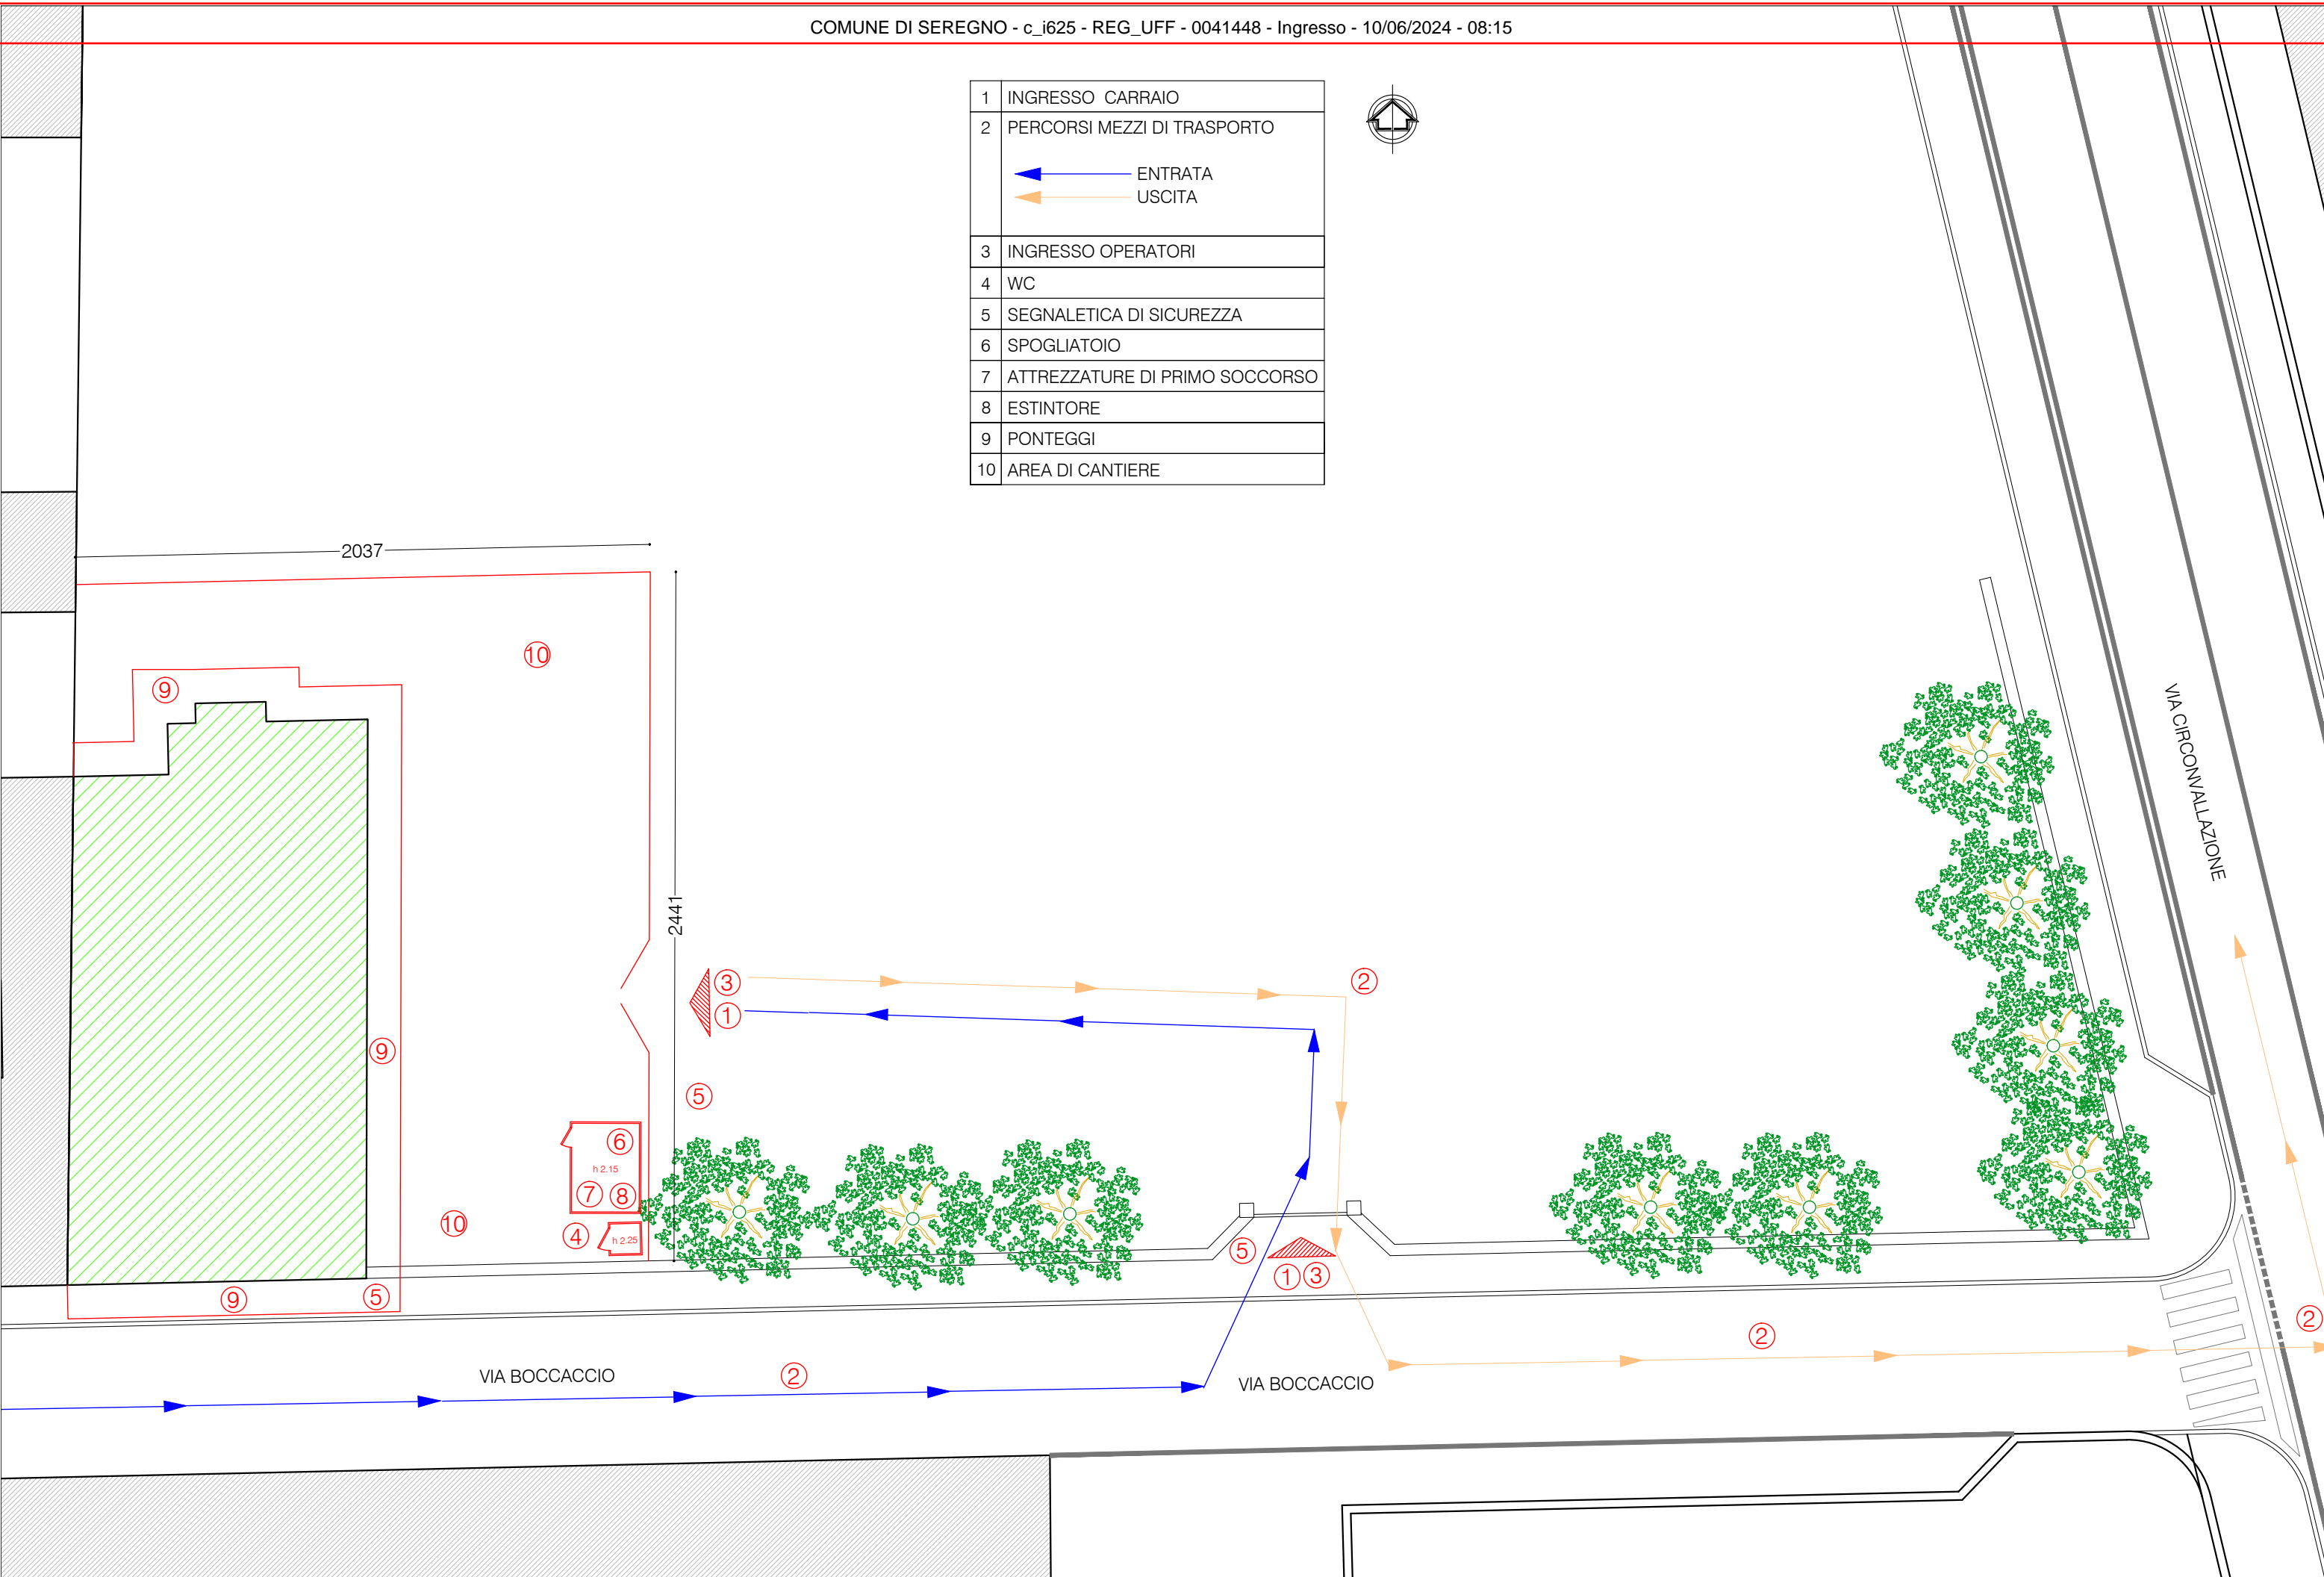 COMUNE DI SEREGNO - c_i625 - REG_UFF - 0041448 - Ingresso - 10/06/2024 - 08:15
1 INGRESSO CARRAIO
2 PERCORSI MEZZI DI TRASPORTO
ENTRATA
USCITA
3 INGRESSO OPERATORI
4 WC
5 SEGNALETICA DI SICUREZZA
6 SPOGLIATOIO
7 ATTREZZATURE DI PRIMO SOCCORSO
8 ESTINTORE
9 PONTEGGI
10 AREA DI CANTIERE
2037
10
9
VIA CIRCONVALLAZIONE
2441
3
2
1
9
5
6
h 2.15
7 8
10
4
h 2.25
5
1 3
9
5
2
2
VIA BOCCACCIO
2
VIA BOCCACCIO